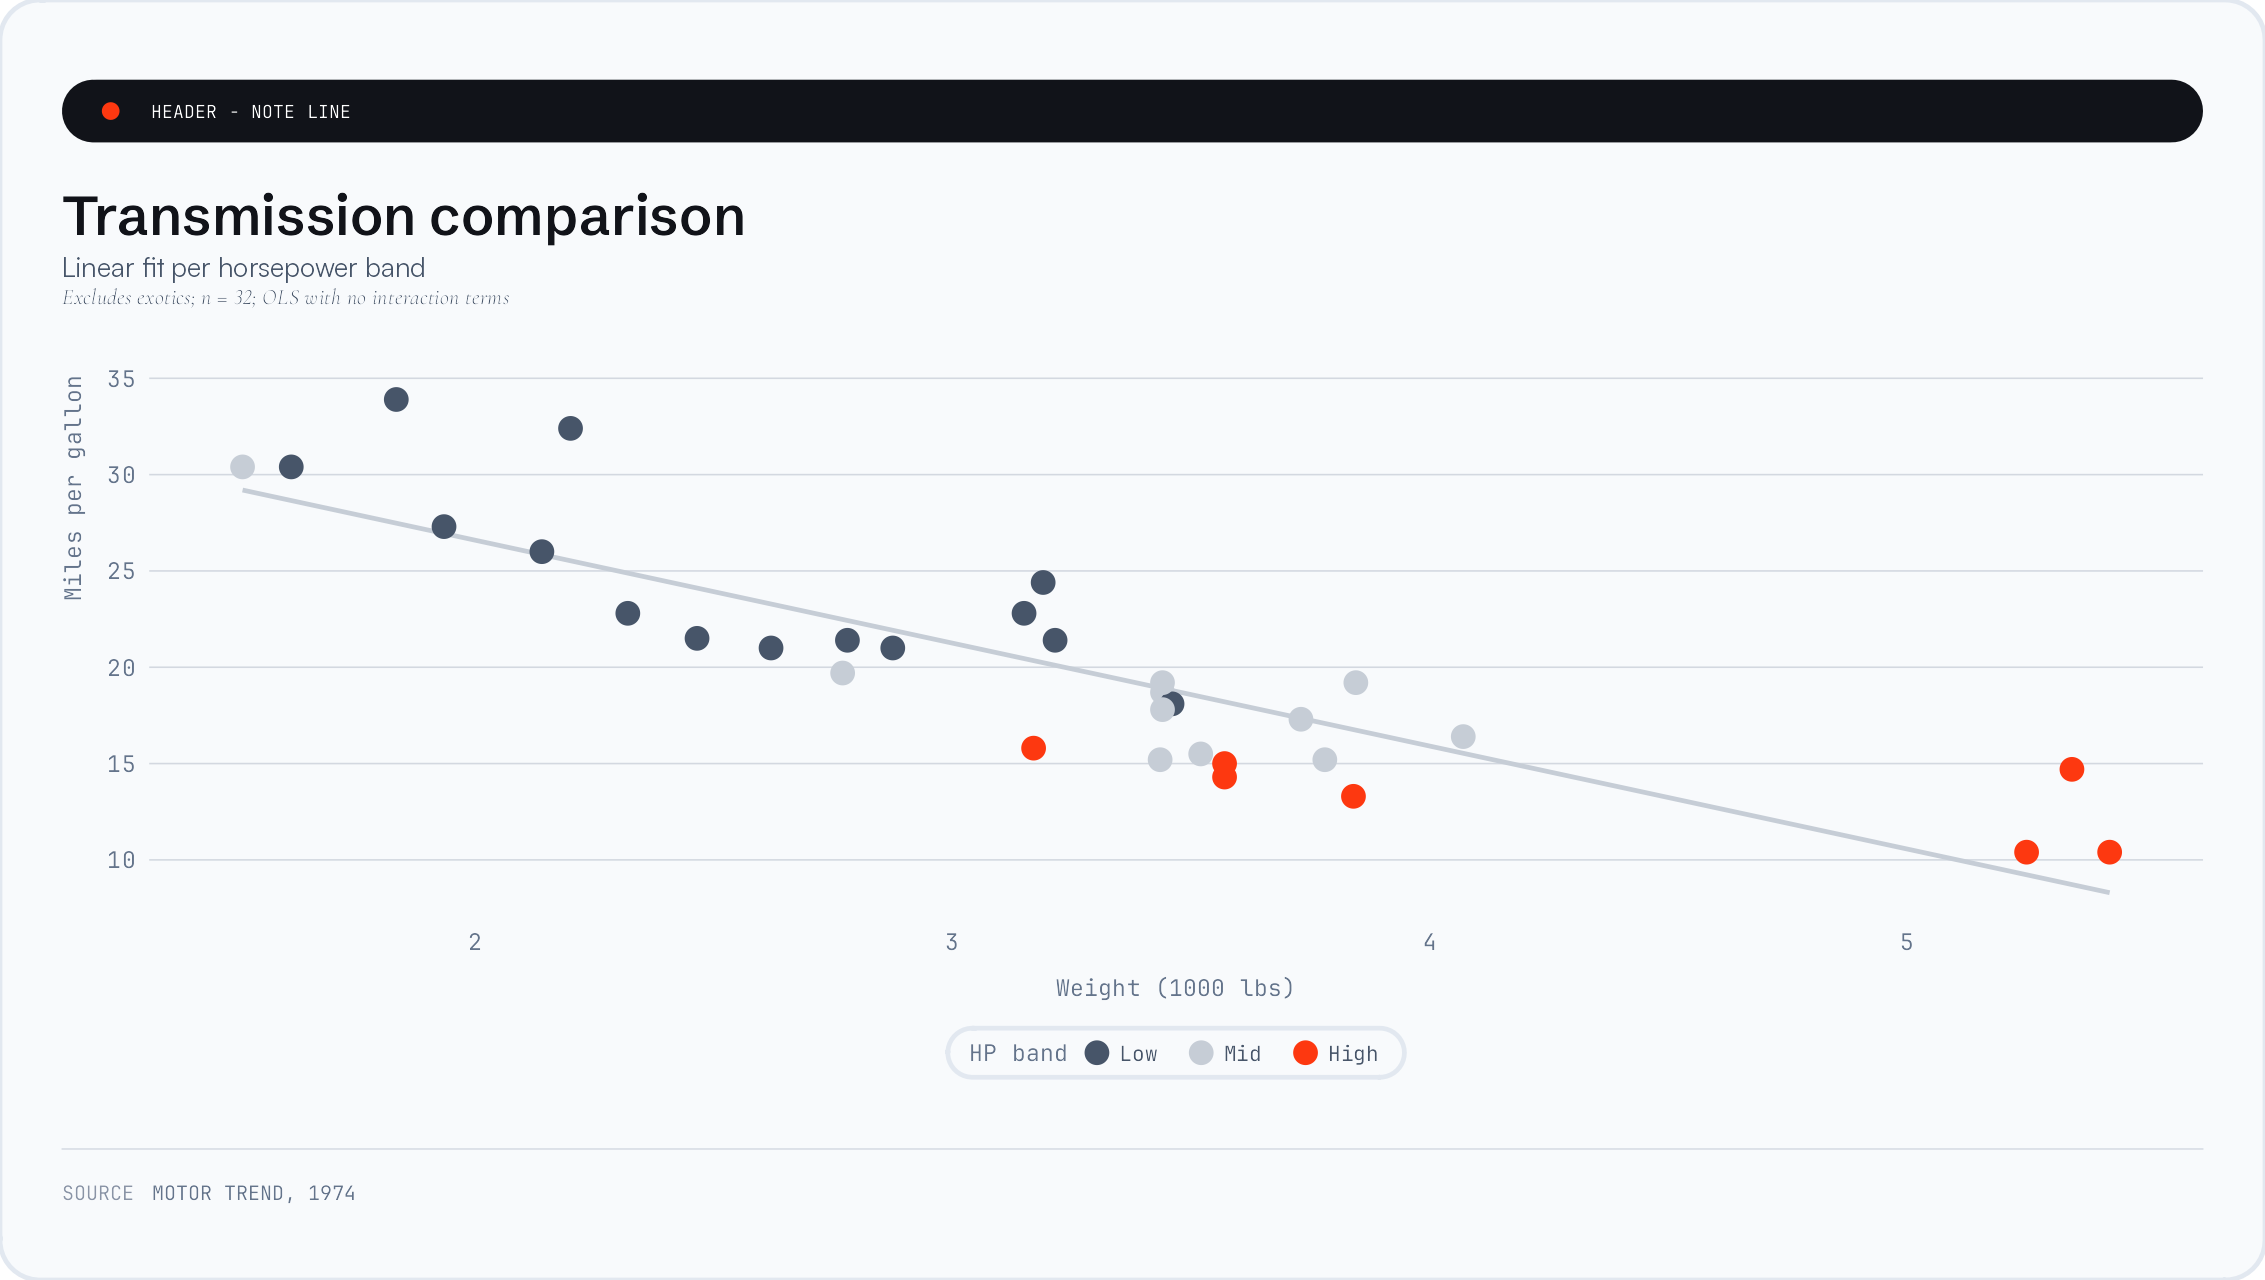 HEADER - NOTE LINE
Transmission comparison
Linear fit per horsepower band
Excludes exotics; n = 32; OLS with no interaction terms
Miles per gallon
35
30
25
20
15
10
2 3 4 5
Weight (1000 lbs)
HP band Low Mid High
SOURCE MOTOR TREND, 1974